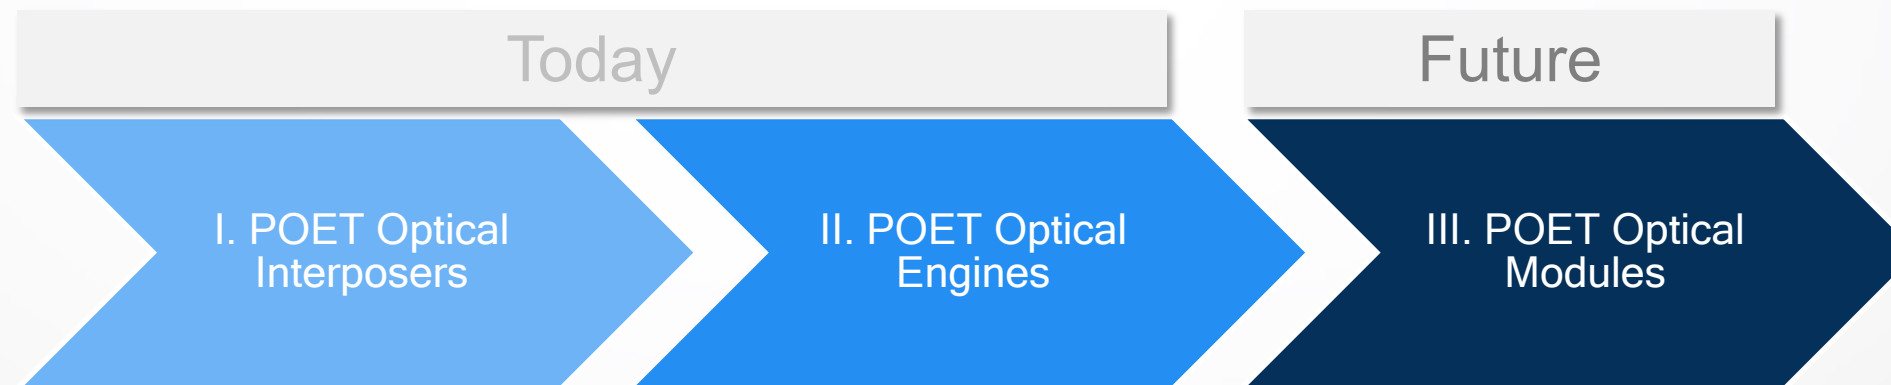 Today
Future
I. POET Optical
Interposers
II. POET Optical
Engines
III. POET Optical
Modules